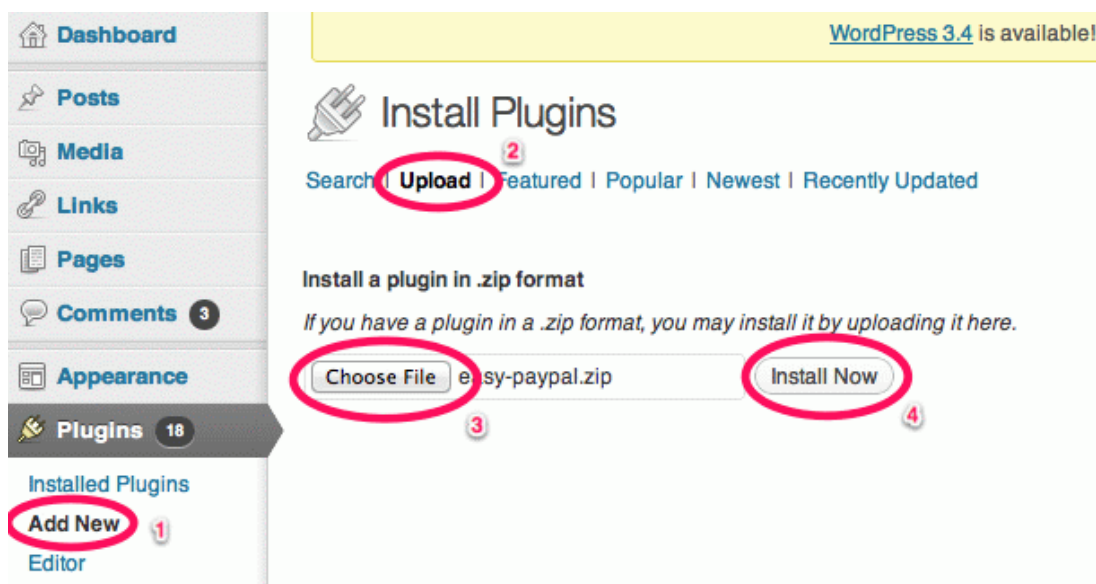 Dashboard
Posts
Media
Links
Pages
Comments 3
Appearance
Plugins 18
Installed Plugins
Add New 1
Editor
WordPress 3.4 is available!
Install Plugins
2
Search | Upload | Featured | Popular | Newest | Recently Updated
Install a plugin in .zip format
If you have a plugin in a .zip format, you may install it by uploading it here.
Choose File easy-paypal.zip Install Now
3
4